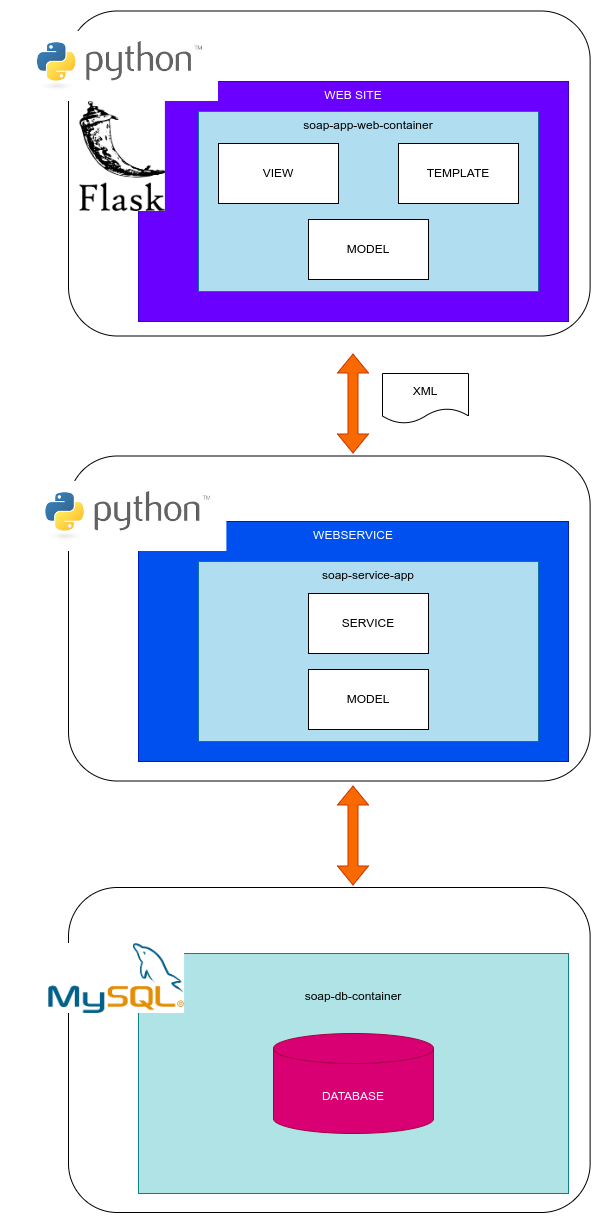 python™
WEB SITE
soap-app-web-container
Flask
VIEW
TEMPLATE
MODEL
XML
python™
WEBSERVICE
soap-service-app
SERVICE
MODEL
MySQL®
soap-db-container
DATABASE